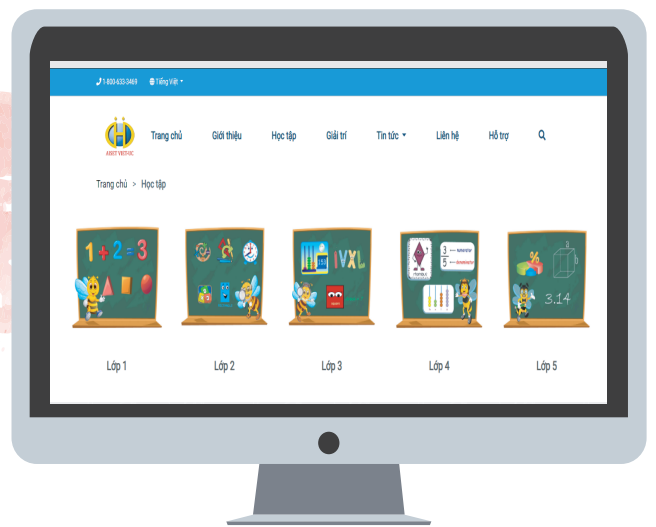 1-800-633-3469 Tiếng Việt
Trang chủ Giới thiệu Học tập Giải trí Tin tức Liên hệ Hỗ trợ
Trang chủ > Học tập
1 + 2 = 3
IVXL
3/5
numerator
denominator
%
a
b
3.14
Lớp 1 Lớp 2 Lớp 3 Lớp 4 Lớp 5